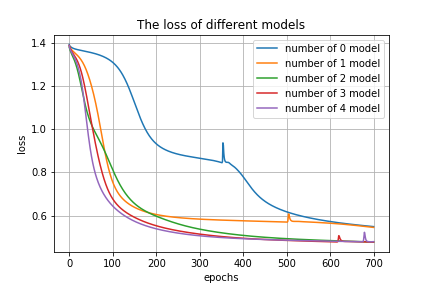 The loss of different models
number of 0 model
number of 1 model
number of 2 model
number of 3 model
number of 4 model
loss
1.4
1.2
1.0
0.8
0.6
0 100 200 300 400 500 600 700
epochs